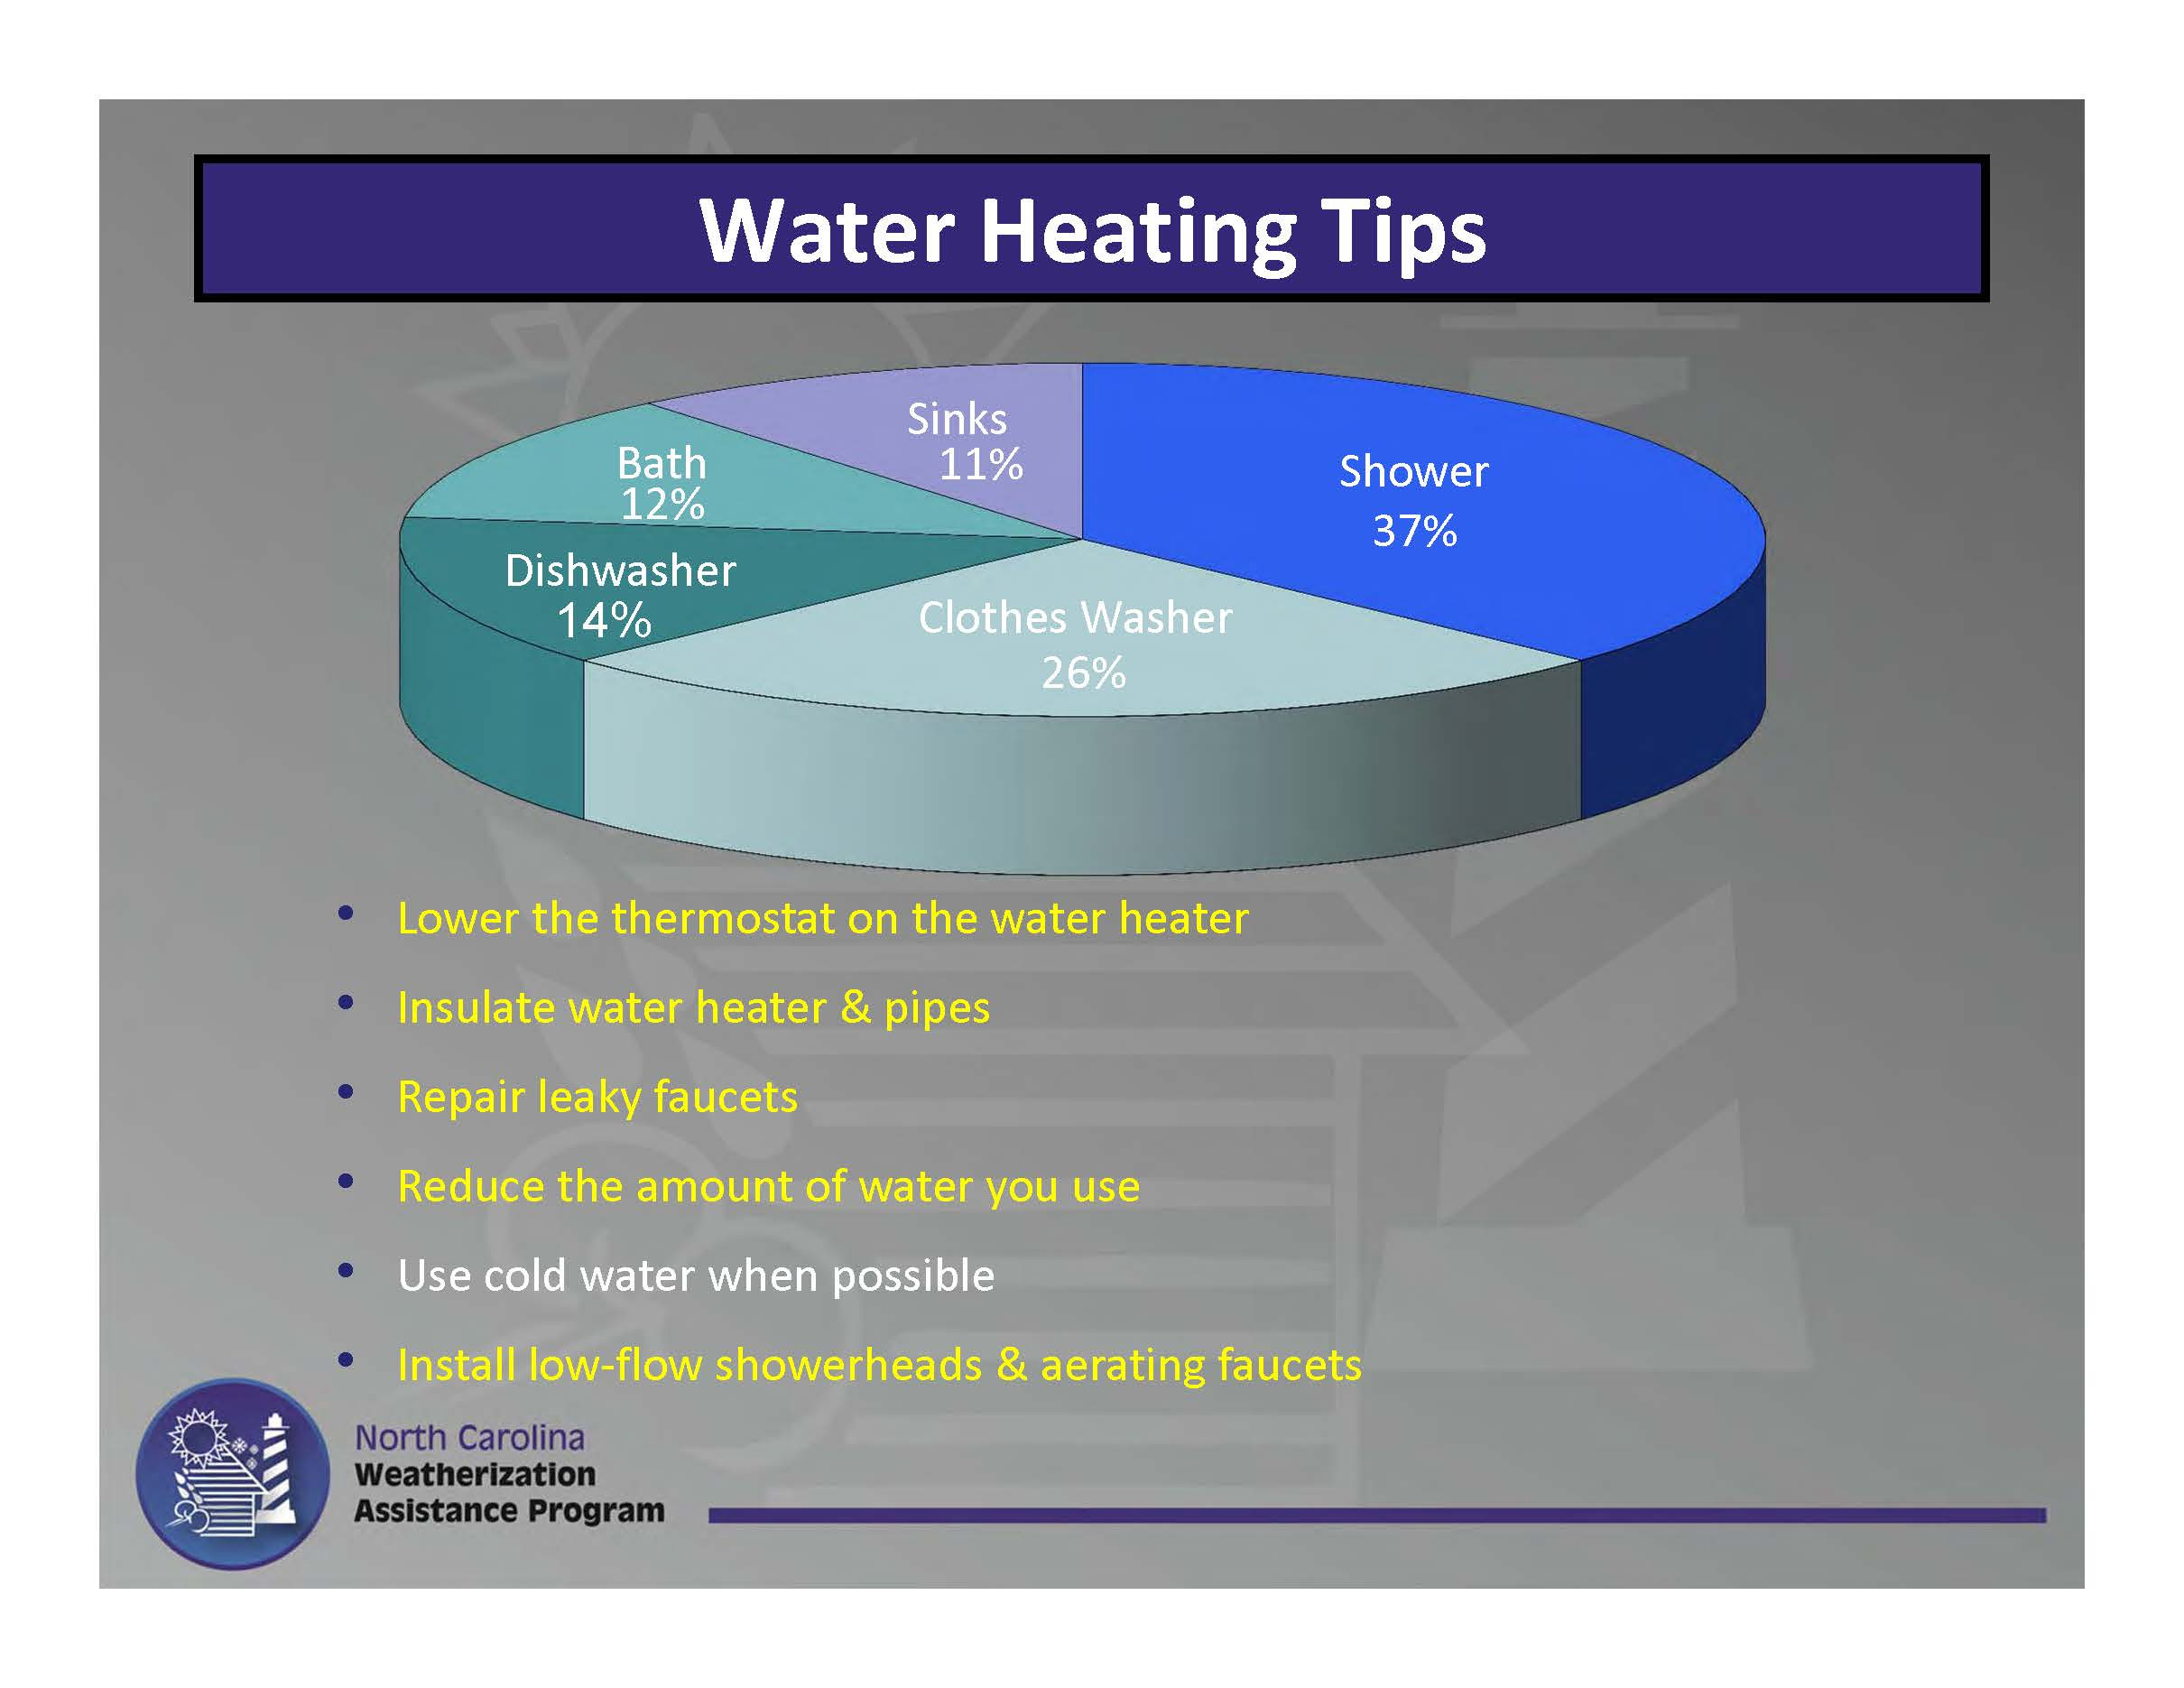 Water Heating Tips
Sinks
11%
Shower
37%
Bath
12%
Dishwasher
14%
Clothes Washer
26%
• Lower the thermostat on the water heater
• Insulate water heater & pipes
• Repair leaky faucets
• Reduce the amount of water you use
• Use cold water when possible
• Install low-flow showerheads & aerating faucets
North Carolina
Weatherization
Assistance Program